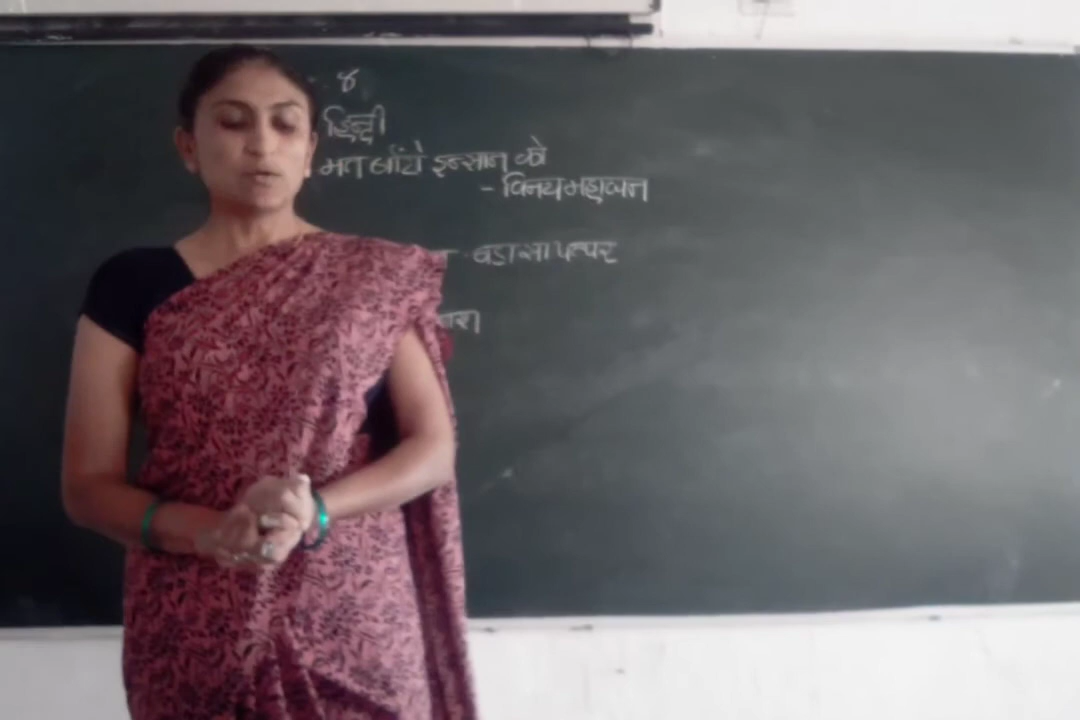 ४
हिन्दी
मत बाँटो इन्सान को
- विनय महाजन
बडा सा पत्थर